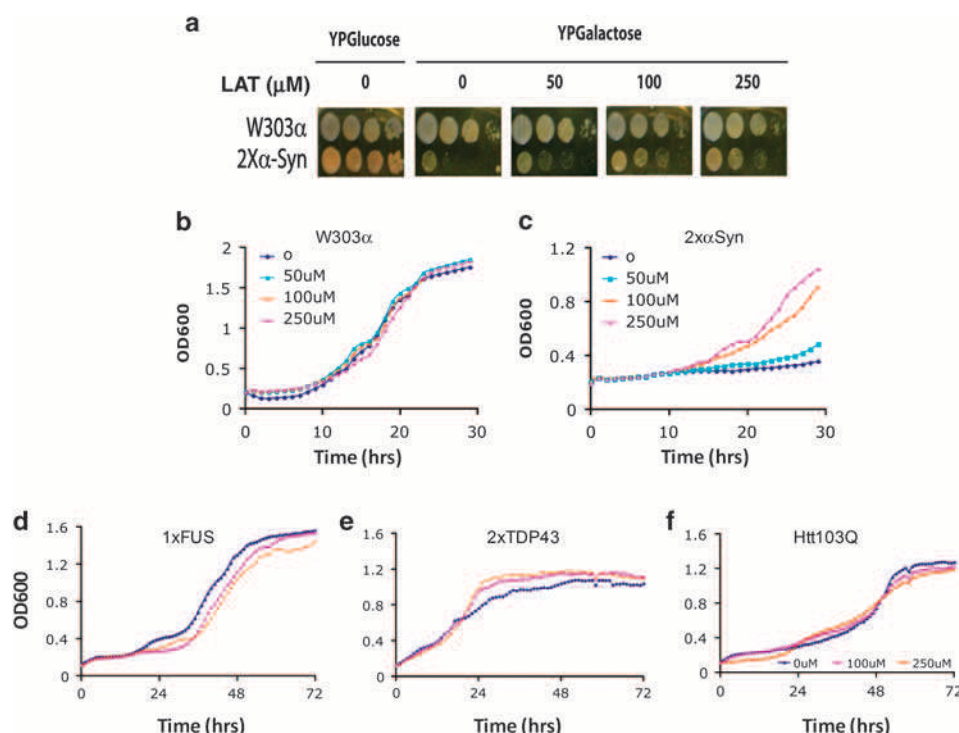 a
YPGlucose YPGalactose
LAT (μM) 0 0 50 100 250
W303α
2Xα-Syn
b W303α
2
1.5
1
0.5
0
OD600
o
50uM
100uM
250uM
0 10 20 30
Time (hrs)
c 2xαSyn
1.2
0.8
0.4
0
OD600
o
50uM
100uM
250uM
0 10 20 30
Time (hrs)
d 1xFUS
1.6
1.2
0.8
0.4
0
OD600
0 24 48 72
Time (hrs)
e 2xTDP43
1.6
1.2
0.8
0.4
0
0 24 48 72
Time (hrs)
f Htt103Q
1.6
1.2
0.8
0.4
0
0uM 100uM 250uM
0 24 48 72
Time (hrs)